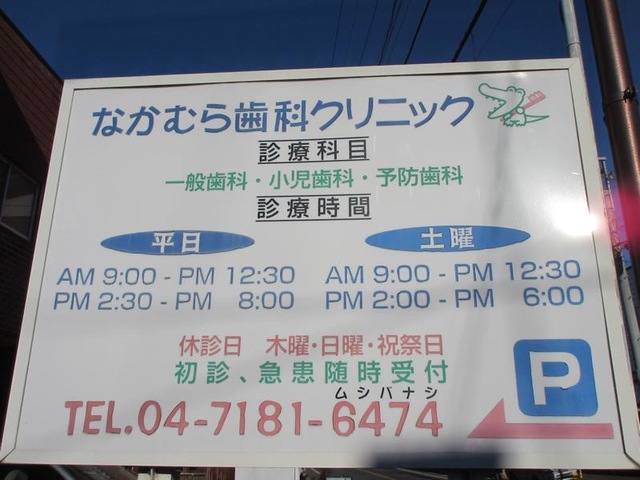 なかむら歯科クリニック
診療科目
一般歯科・小児歯科・予防歯科
診療時間
平日 土曜
AM 9:00 - PM 12:30 AM 9:00 - PM 12:30
PM 2:30 - PM 8:00 PM 2:00 - PM 6:00
休診日 木曜・日曜・祝祭日
初診、急患随時受付
ムシバナシ
TEL.04-7181-6474
P